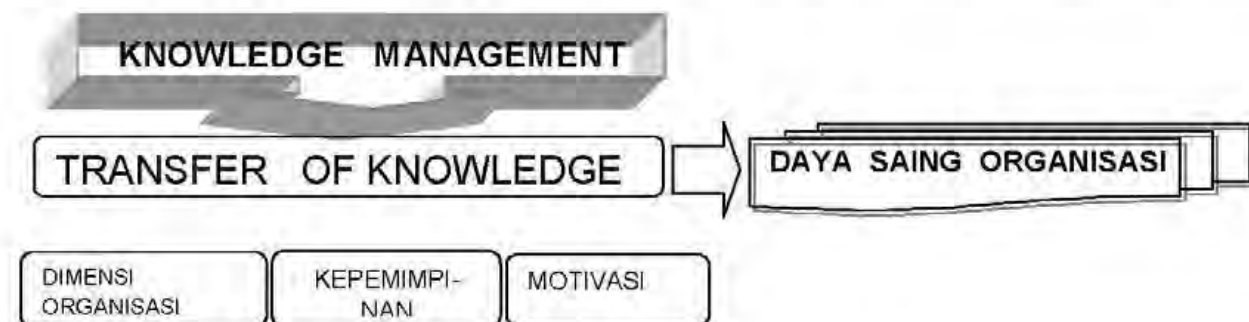 KNOWLEDGE MANAGEMENT
TRANSFER OF KNOWLEDGE
DAYA SAING ORGANISASI
DIMENSI
ORGANISASI
KEPEMIMPI-
NAN
MOTIVASI